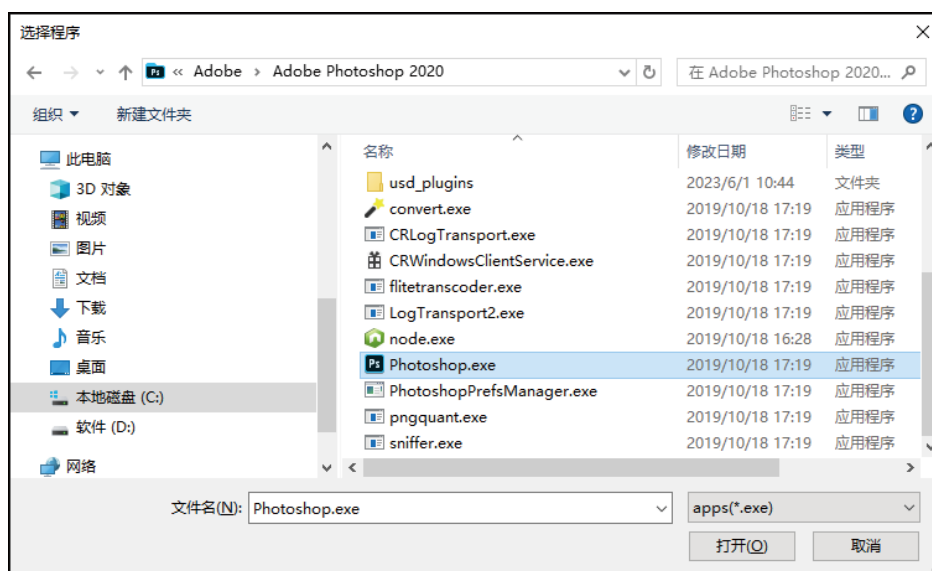 选择程序
Ps « Adobe › Adobe Photoshop 2020
在 Adobe Photoshop 2020...
组织 新建文件夹
名称 修改日期 类型
此电脑
3D 对象
视频
图片
文档
下载
音乐
桌面
本地磁盘 (C:)
软件 (D:)
网络
usd_plugins 2023/6/1 10:44 文件夹
convert.exe 2019/10/18 17:19 应用程序
CRLogTransport.exe 2019/10/18 17:19 应用程序
CRWindowsClientService.exe 2019/10/18 17:19 应用程序
flitetranscoder.exe 2019/10/18 17:19 应用程序
LogTransport2.exe 2019/10/18 17:19 应用程序
node.exe 2019/10/18 16:28 应用程序
Ps Photoshop.exe 2019/10/18 17:19 应用程序
PhotoshopPrefsManager.exe 2019/10/18 17:19 应用程序
pngquant.exe 2019/10/18 17:19 应用程序
sniffer.exe 2019/10/18 17:19 应用程序
文件名(N): Photoshop.exe apps(*.exe)
打开(O) 取消